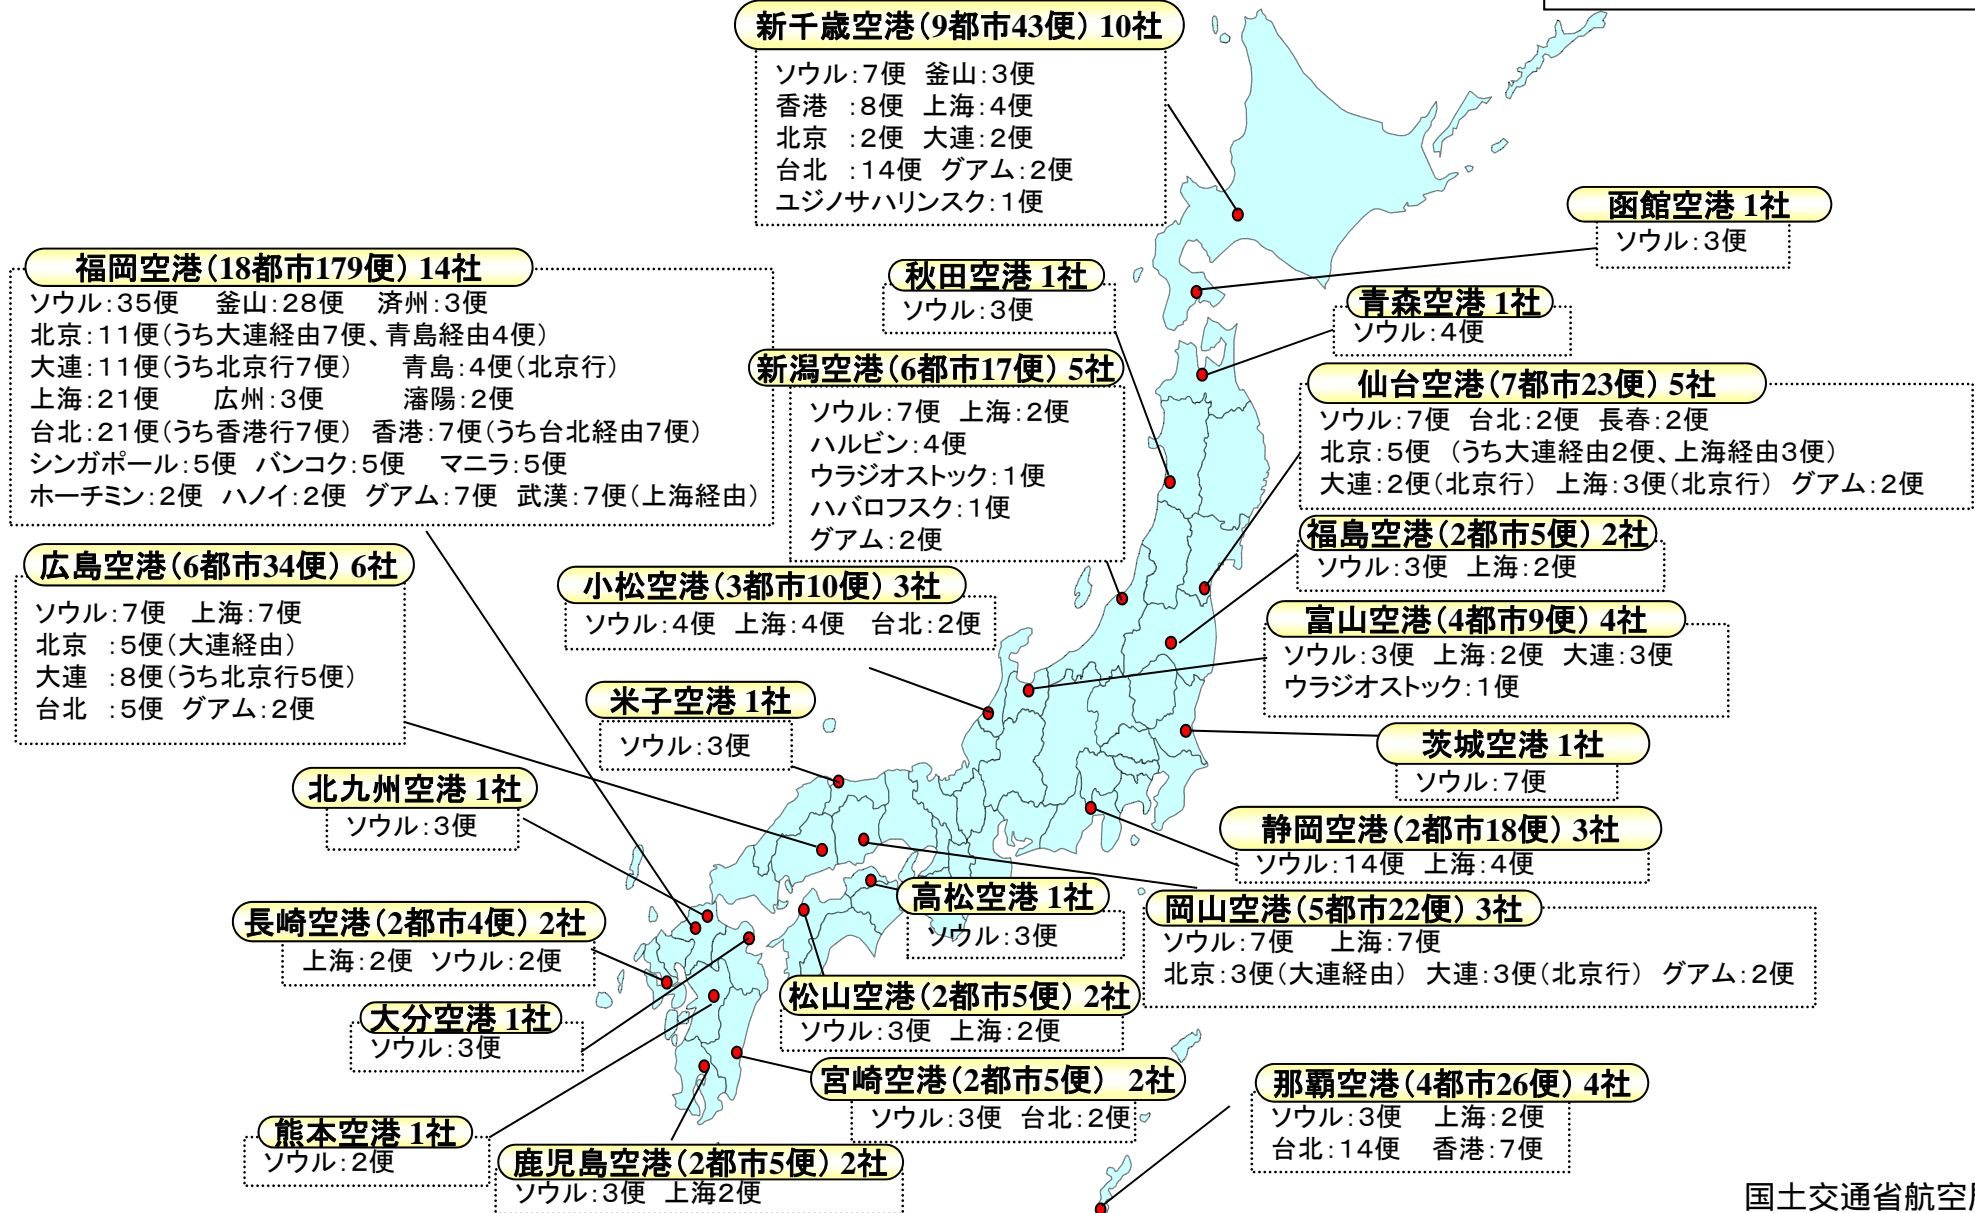 新千歳空港(9都市43便) 10社
ソウル:7便 釜山:3便
香港 :8便 上海:4便
北京 :2便 大連:2便
台北 :14便 グアム:2便
ユジノサハリンスク:1便
函館空港 1社
ソウル:3便
福岡空港(18都市179便) 14社
ソウル:35便 釜山:28便 済州:3便
北京:11便(うち大連経由7便、青島経由4便)
大連:11便(うち北京行7便) 青島:4便(北京行)
上海:21便 広州:3便 瀋陽:2便
台北:21便(うち香港行7便) 香港:7便(うち台北経由7便)
シンガポール:5便 バンコク:5便 マニラ:5便
ホーチミン:2便 ハノイ:2便 グアム:7便 武漢:7便(上海経由)
秋田空港 1社
ソウル:3便
青森空港 1社
ソウル:4便
新潟空港(6都市17便) 5社
ソウル:7便 上海:2便
ハルビン:4便
ウラジオストック:1便
ハバロフスク:1便
グアム:2便
仙台空港(7都市23便) 5社
ソウル:7便 台北:2便 長春:2便
北京:5便 (うち大連経由2便、上海経由3便)
大連:2便(北京行) 上海:3便(北京行) グアム:2便
福島空港(2都市5便) 2社
ソウル:3便 上海:2便
広島空港(6都市34便) 6社
ソウル:7便 上海:7便
北京 :5便(大連経由)
大連 :8便(うち北京行5便)
台北 :5便 グアム:2便
小松空港(3都市10便) 3社
ソウル:4便 上海:4便 台北:2便
富山空港(4都市9便) 4社
ソウル:3便 上海:2便 大連:3便
ウラジオストック:1便
米子空港 1社
ソウル:3便
茨城空港 1社
ソウル:7便
北九州空港 1社
ソウル:3便
静岡空港(2都市18便) 3社
ソウル:14便 上海:4便
高松空港 1社
ソウル:3便
岡山空港(5都市22便) 3社
ソウル:7便 上海:7便
北京:3便(大連経由) 大連:3便(北京行) グアム:2便
長崎空港(2都市4便) 2社
上海:2便 ソウル:2便
松山空港(2都市5便) 2社
ソウル:3便 上海:2便
大分空港 1社
ソウル:3便
宮崎空港(2都市5便) 2社
ソウル:3便 台北:2便
那覇空港(4都市26便) 4社
ソウル:3便 上海:2便
台北:14便 香港:7便
熊本空港 1社
ソウル:2便
鹿児島空港(2都市5便) 2社
ソウル:3便 上海2便
国土交通省航空局